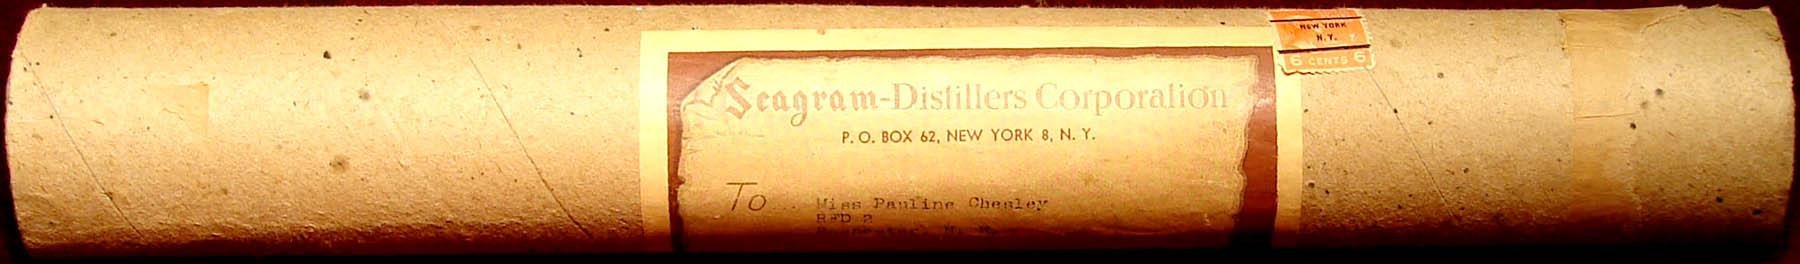 Seagram-Distillers Corporation
P. O. BOX 62, NEW YORK 8, N. Y.
To Miss Pauline Chesley
RFD 2
N. H.
NEW YORK
N.Y.
6 CENTS 6